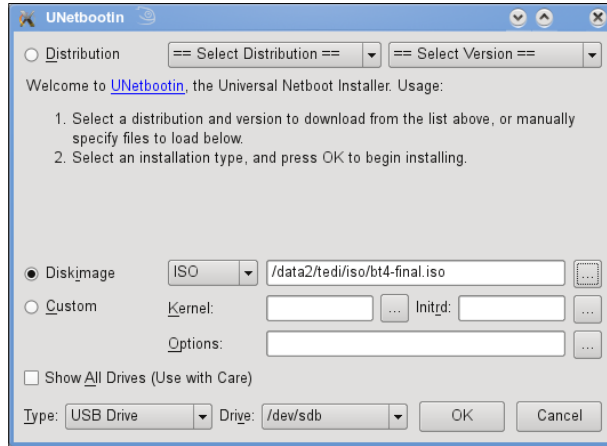 UNetbootin
Distribution == Select Distribution == == Select Version ==
Welcome to UNetbootin, the Universal Netboot Installer. Usage:
1. Select a distribution and version to download from the list above, or manually
specify files to load below.
2. Select an installation type, and press OK to begin installing.
Diskimage ISO /data2/tedi/iso/bt4-final.iso ...
Custom Kernel: ... Initrd: ...
Options: ...
Show All Drives (Use with Care)
Type: USB Drive Drive: /dev/sdb OK Cancel